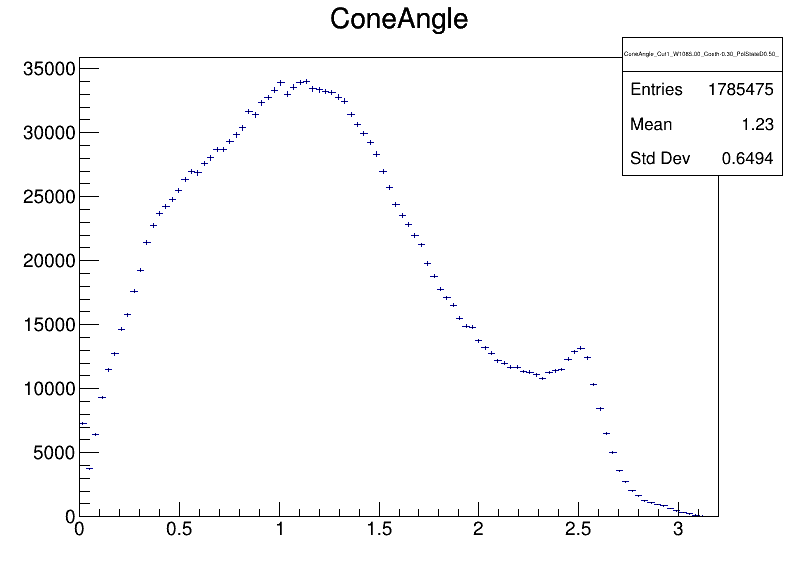 ConeAngle
ConeAngle_Cut1_W1085.00_Costh-0.30_PolStateD0.50_
Entries 1785475
Mean 1.23
Std Dev 0.6494
35000
30000
25000
20000
15000
10000
5000
0
0 0.5 1 1.5 2 2.5 3